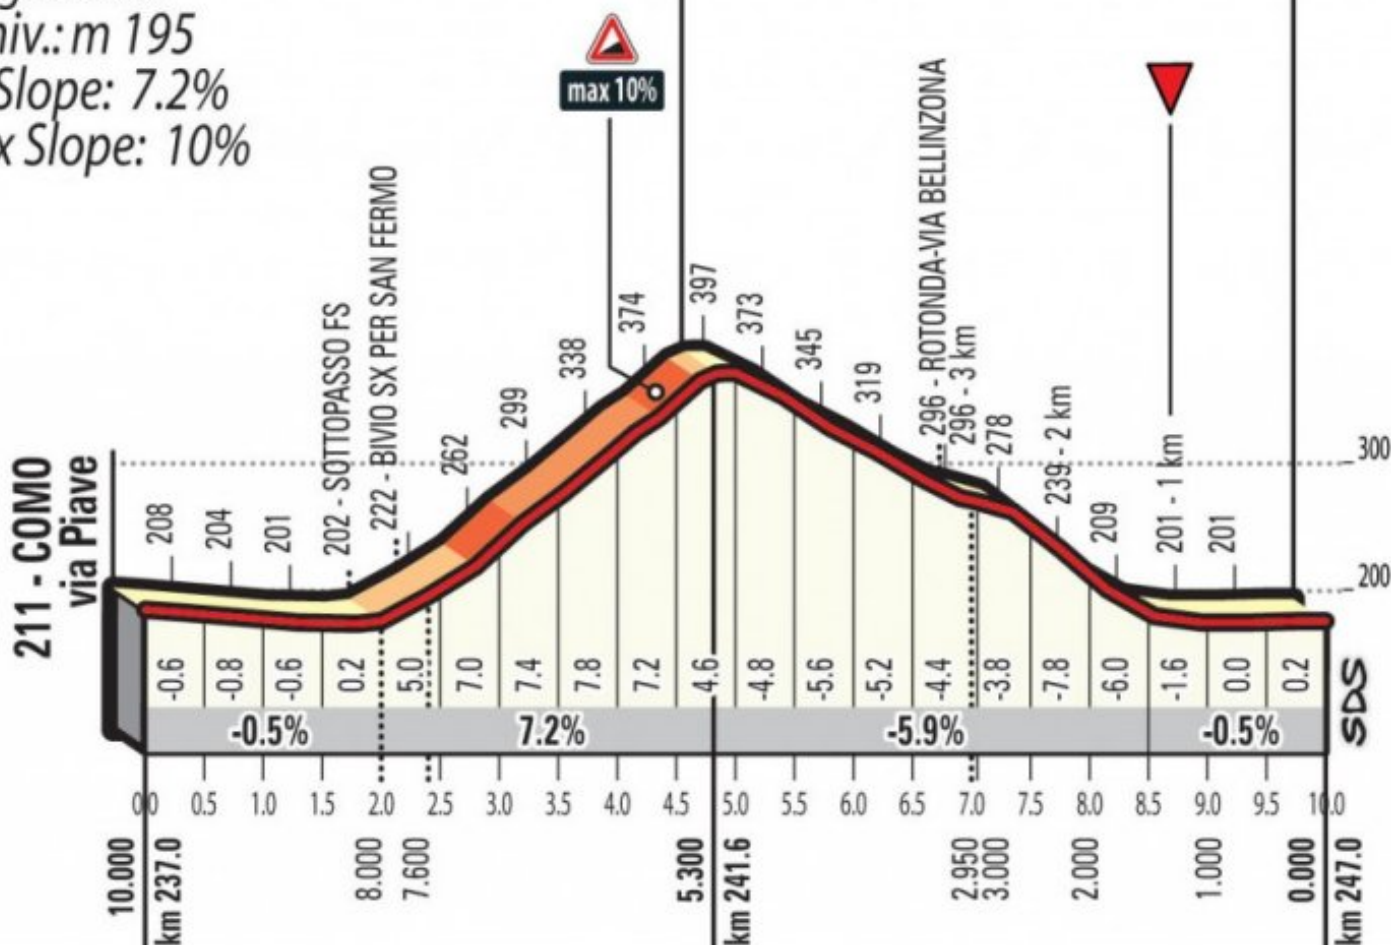 niv.: m 195
Slope: 7.2%
x Slope: 10%
max 10%
211 - COMO
via Piave
208
204
201
202 - SOTTOPASSO FS
222 - BIVIO SX PER SAN FERMO
262
299
338
374
397
373
345
319
296 - ROTONDA-VIA BELLINZONA
296 - 3 km
278
239 - 2 km
209
201 - 1 km
201
300
200
-0.6 -0.8 -0.6 0.2 5.0 7.0 7.4 7.8 7.2 4.6 -4.8 -5.6 -5.2 -4.4 -3.8 -7.8 -6.0 -1.6 0.0 0.2
-0.5% 7.2% -5.9% -0.5%
SDS
0.0 0.5 1.0 1.5 2.0 2.5 3.0 3.5 4.0 4.5 5.0 5.5 6.0 6.5 7.0 7.5 8.0 8.5 9.0 9.5 10.0
10.000
km 237.0
8.000
7.600
5.300
km 241.6
2.950
3.000
2.000
1.000
0.000
km 247.0